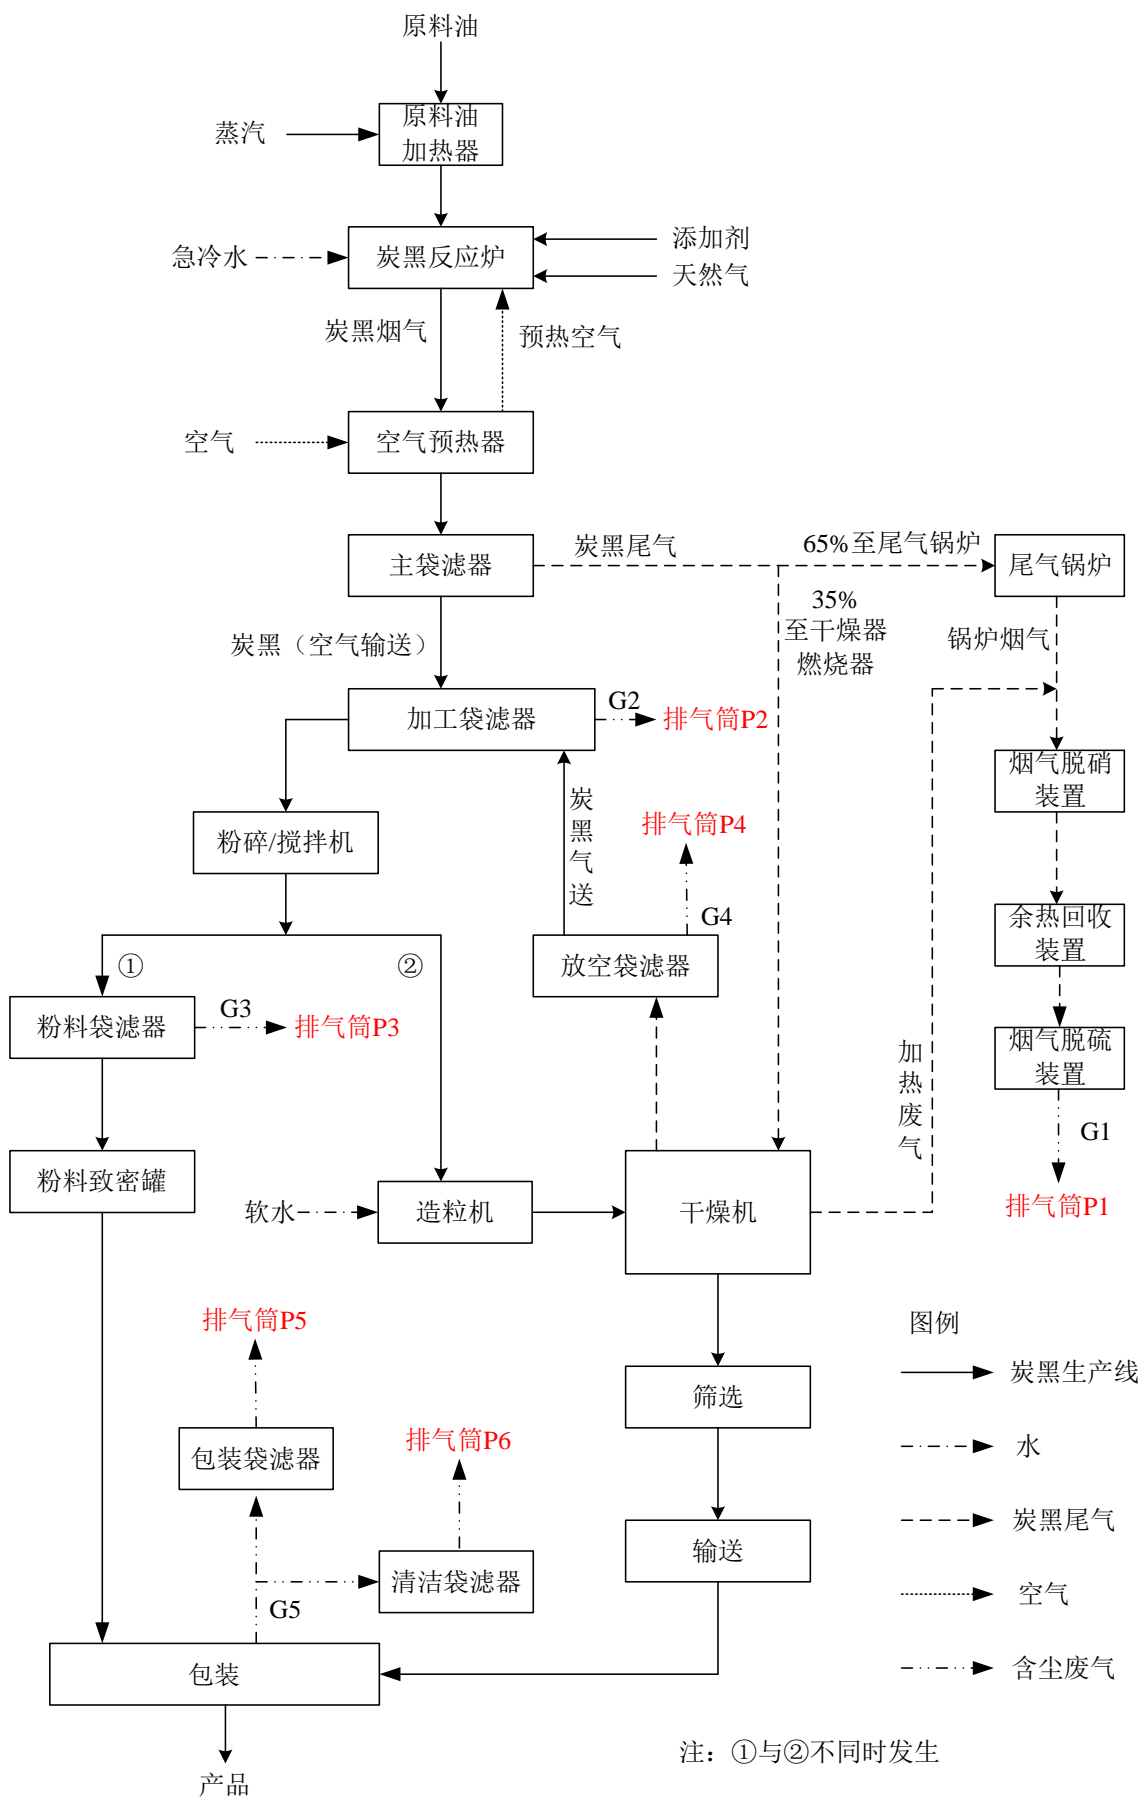 原料油
蒸汽
原料油
加热器
急冷水
炭黑反应炉
添加剂
天然气
炭黑烟气
预热空气
空气
空气预热器
主袋滤器
炭黑尾气
65%至尾气锅炉
尾气锅炉
35%
至干燥器
燃烧器
炭黑（空气输送）
锅炉烟气
加工袋滤器
G2
排气筒P2
烟气脱硝
装置
炭黑气送
排气筒P4
粉碎/搅拌机
G4
余热回收
装置
①
②
放空袋滤器
粉料袋滤器
G3
排气筒P3
加热废气
烟气脱硫
装置
G1
粉料致密罐
软水
造粒机
干燥机
排气筒P1
排气筒P5
图例
炭黑生产线
筛选
包装袋滤器
排气筒P6
水
炭黑尾气
输送
清洁袋滤器
G5
空气
包装
含尘废气
注：①与②不同时发生
产品